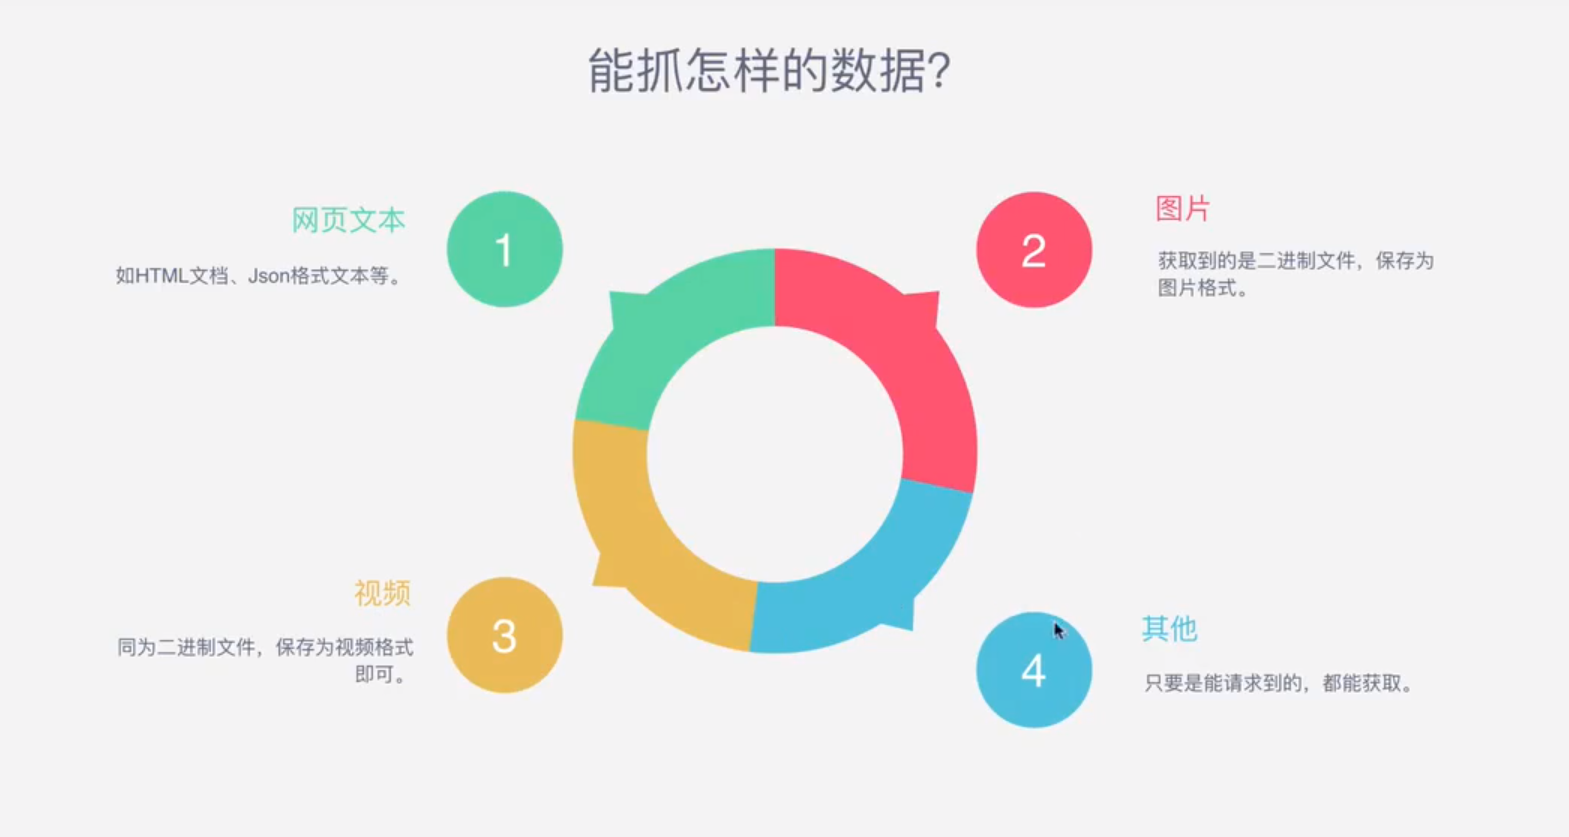 能抓怎样的数据？
网页文本
如HTML文档、Json格式文本等。
1
2
图片
获取到的是二进制文件，保存为
图片格式。
视频
同为二进制文件，保存为视频格式
即可。
3
4
其他
只要是能请求到的，都能获取。